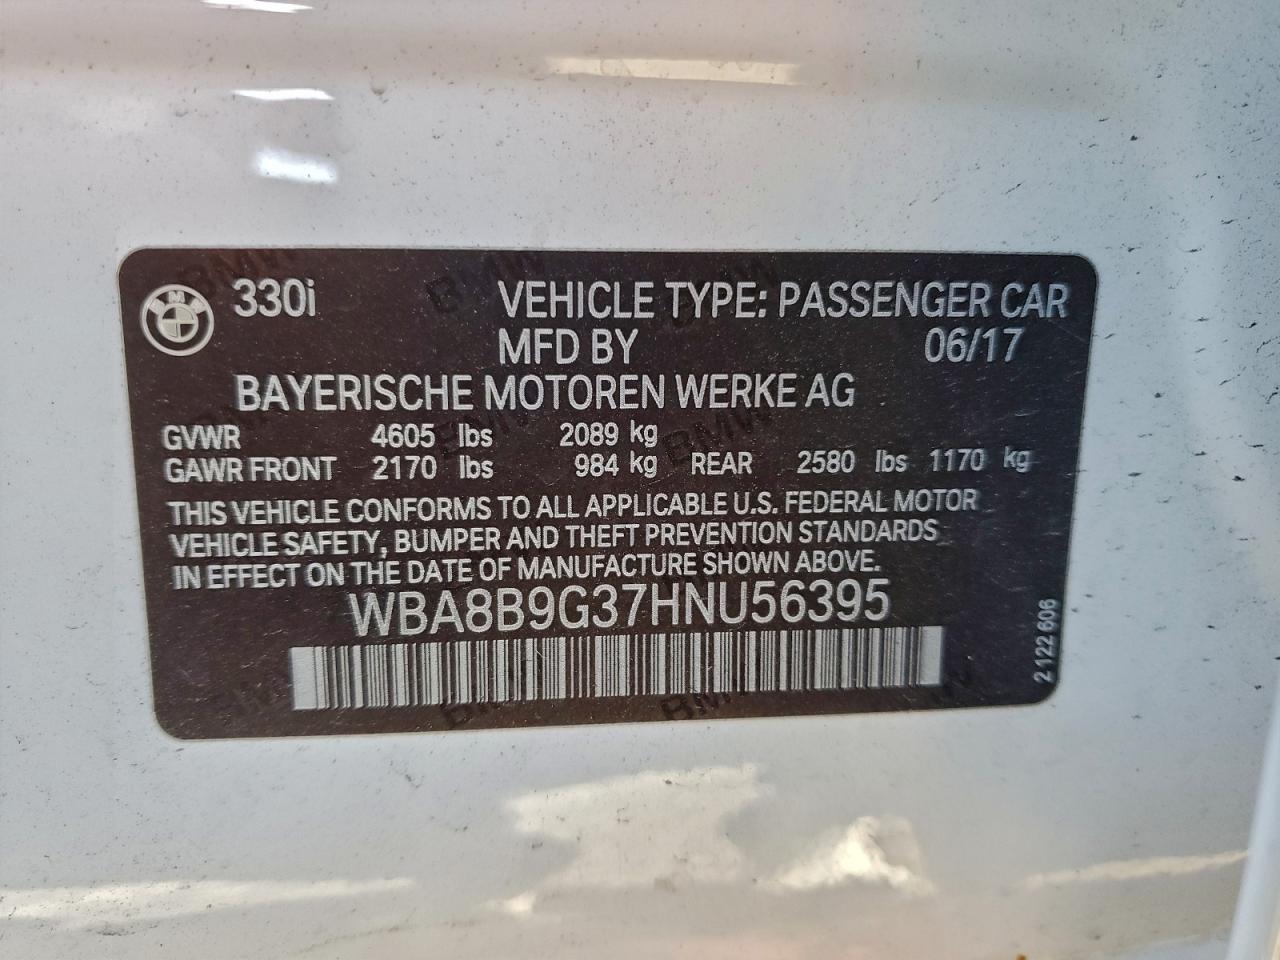 BMW
330i VEHICLE TYPE: PASSENGER CAR
MFD BY 06/17
BAYERISCHE MOTOREN WERKE AG
GVWR 4605 lbs 2089 kg
GAWR FRONT 2170 lbs 984 kg REAR 2580 lbs 1170 kg
THIS VEHICLE CONFORMS TO ALL APPLICABLE U.S. FEDERAL MOTOR
VEHICLE SAFETY, BUMPER AND THEFT PREVENTION STANDARDS
IN EFFECT ON THE DATE OF MANUFACTURE SHOWN ABOVE.
WBA8B9G37HNU56395
2122 606